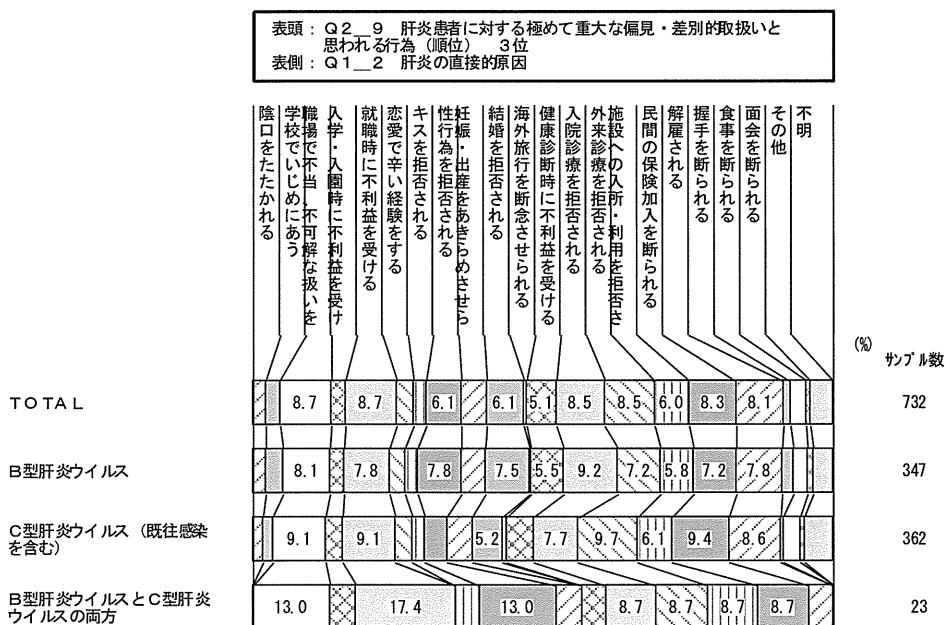 表頭：Ｑ２＿９　肝炎患者に対する極めて重大な偏見・差別的取扱いと
思われる行為（順位）　３位
表側：Ｑ１＿２　肝炎の直接的原因
陰口をたたかれる
学校でいじめにあう
職場で不当、不可解な扱いを
入学・入園時に不利益を受け
就職時に不利益を受ける
恋愛で辛い経験をする
キスを拒否される
性行為を拒否される
妊娠・出産をあきらめさせら
結婚を拒否される
海外旅行を断念させられる
健康診断時に不利益を受ける
入院診療を拒否される
外来診療を拒否される
施設への入所・利用を拒否さ
民間の保険加入を断られる
解雇される
握手を断られる
食事を断られる
面会を断られる
その他
不明
(%)
ｻﾝﾌﾟﾙ数
ＴＯＴＡＬ 8.7 8.7 6.1 6.1 5.1 8.5 8.5 6.0 8.3 8.1 732
Ｂ型肝炎ウイルス 8.1 7.8 7.8 7.5 5.5 9.2 7.2 5.8 7.2 7.8 347
Ｃ型肝炎ウイルス（既往感染
を含む） 9.1 9.1 5.2 7.7 9.7 6.1 9.4 8.6 362
Ｂ型肝炎ウイルスとＣ型肝炎
ウイルスの両方 13.0 17.4 13.0 8.7 8.7 8.7 8.7 23